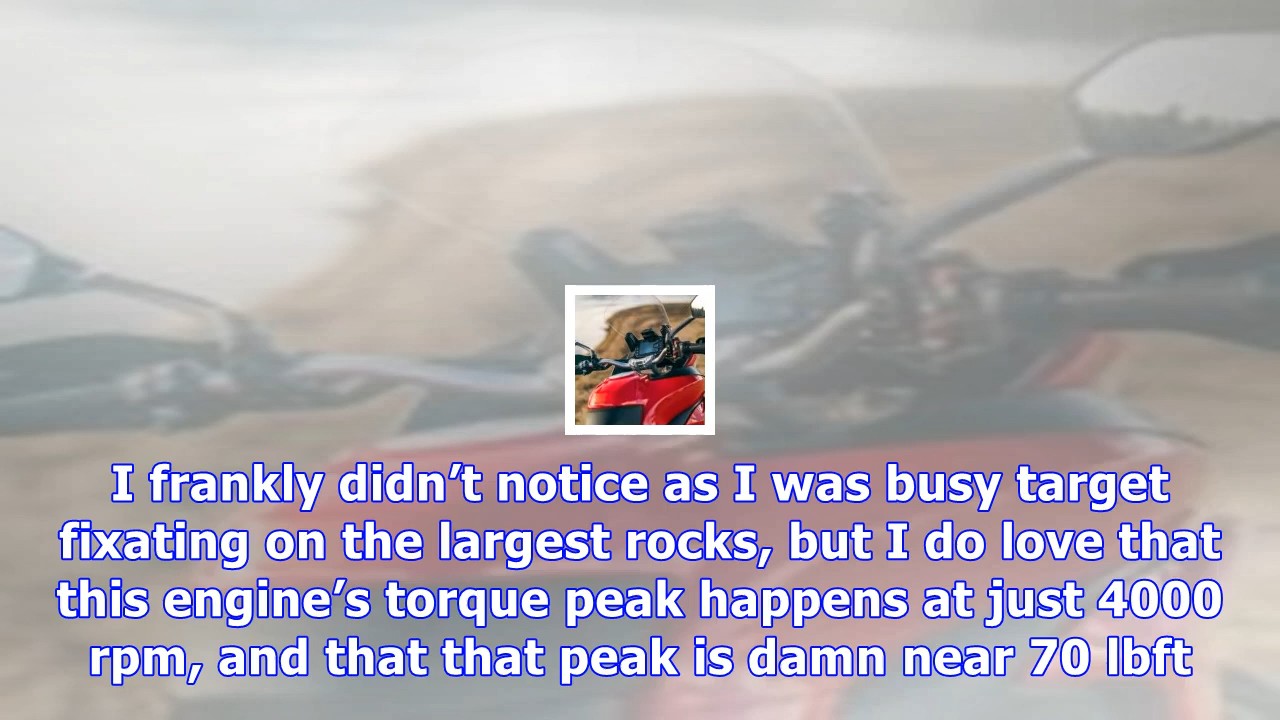 I frankly didn’t notice as I was busy target
fixating on the largest rocks, but I do love that
this engine’s torque peak happens at just 4000
rpm, and that that peak is damn near 70 lbft